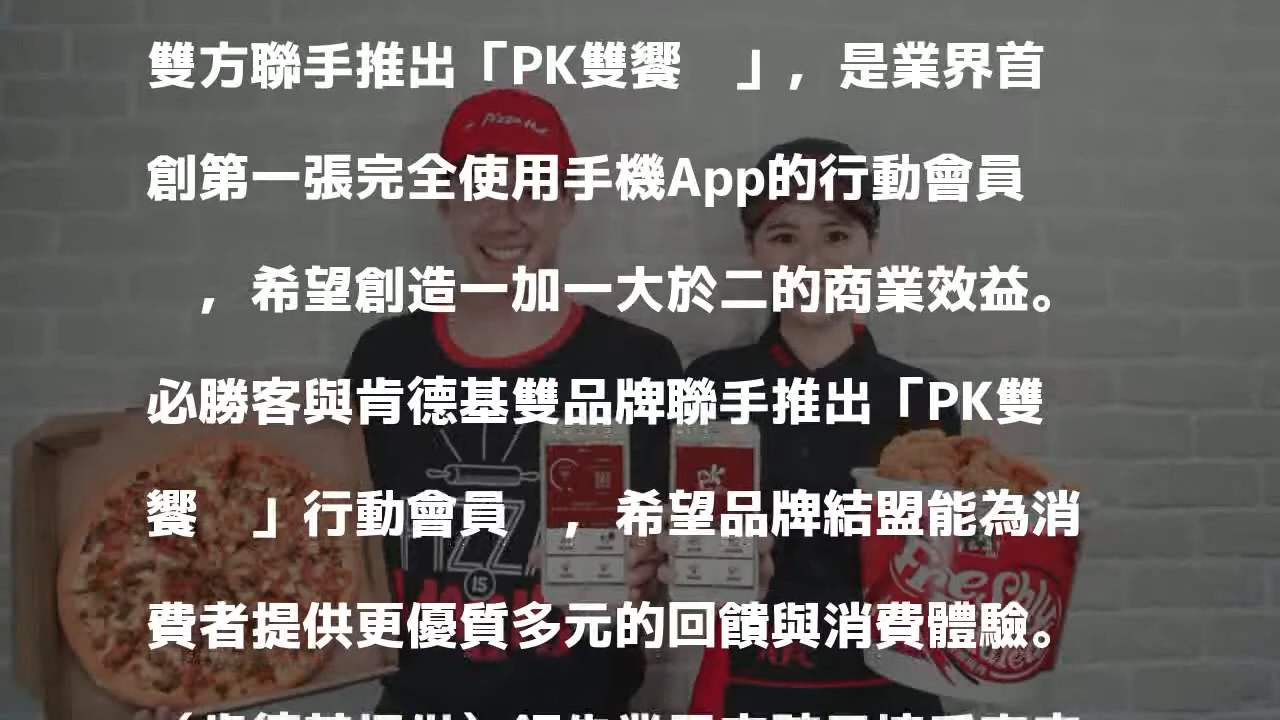 雙方聯手推出「PK雙饗　」，是業界首
創第一張完全使用手機App的行動會員
　，希望創造一加一大於二的商業效益。
必勝客與肯德基雙品牌聯手推出「PK雙
饗　」行動會員　，希望品牌結盟能為消
費者提供更優質多元的回饋與消費體驗。
Pizza Hut
PK
IS